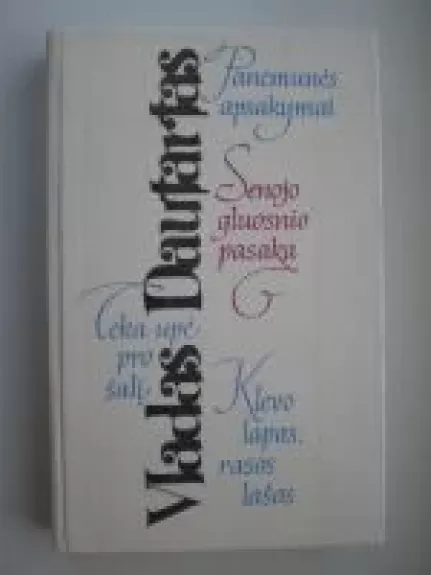 Vladas Dautartas
Panemunės
apsakymai
Senojo
gluosnio
pasaka
Teka upė
pro
šalį
Klevo
lapas,
rasos
lašas